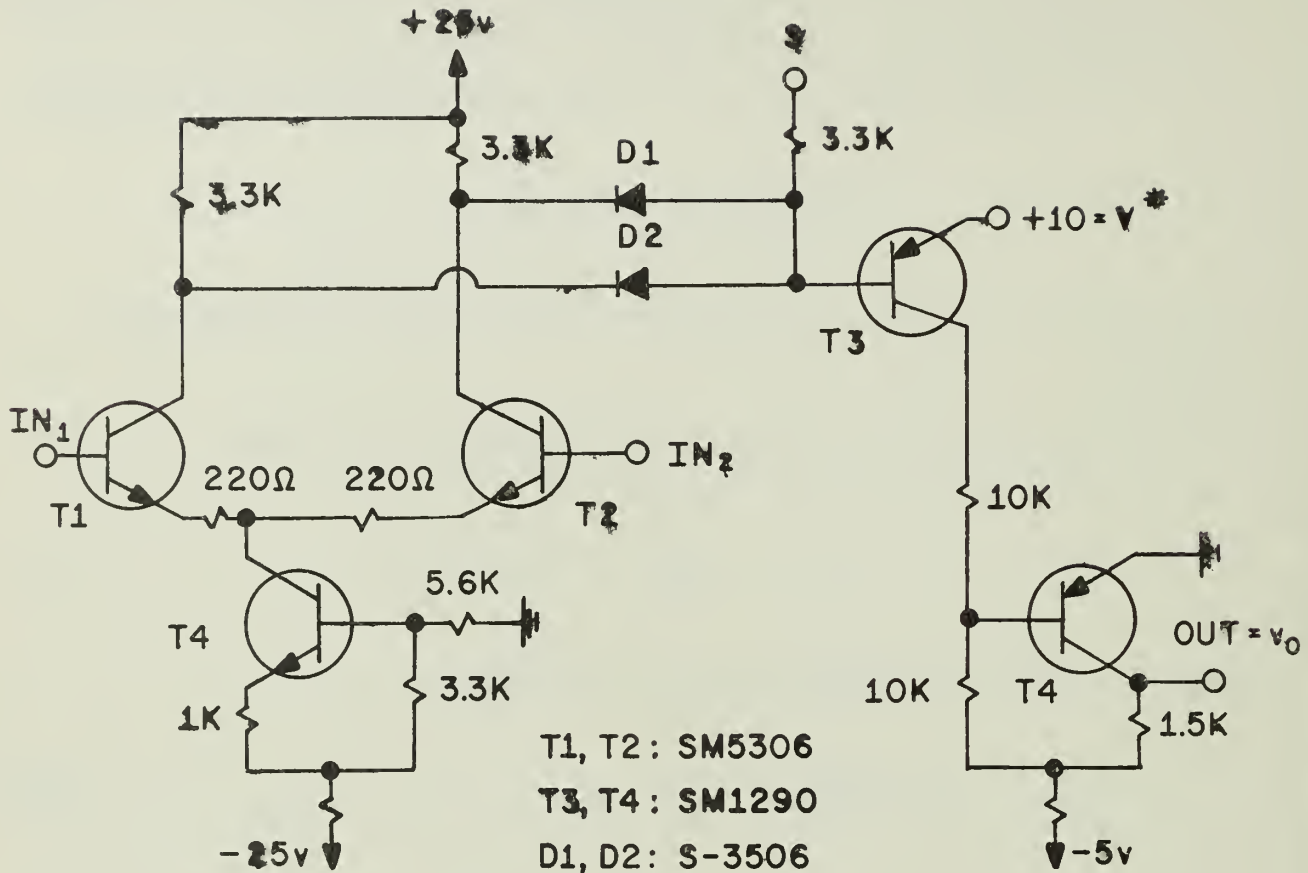 +25v
S
3.3K
3.3K
3.3K
D1
D2
+10 = V*
T3
IN₁
IN₂
220Ω
220Ω
T1
T2
10K
5.6K
T4
OUT = v₀
3.3K
10K
T4
1K
1.5K
T1, T2: SM5306
T3, T4: SM1290
D1, D2: S-3506
-25v
-5v